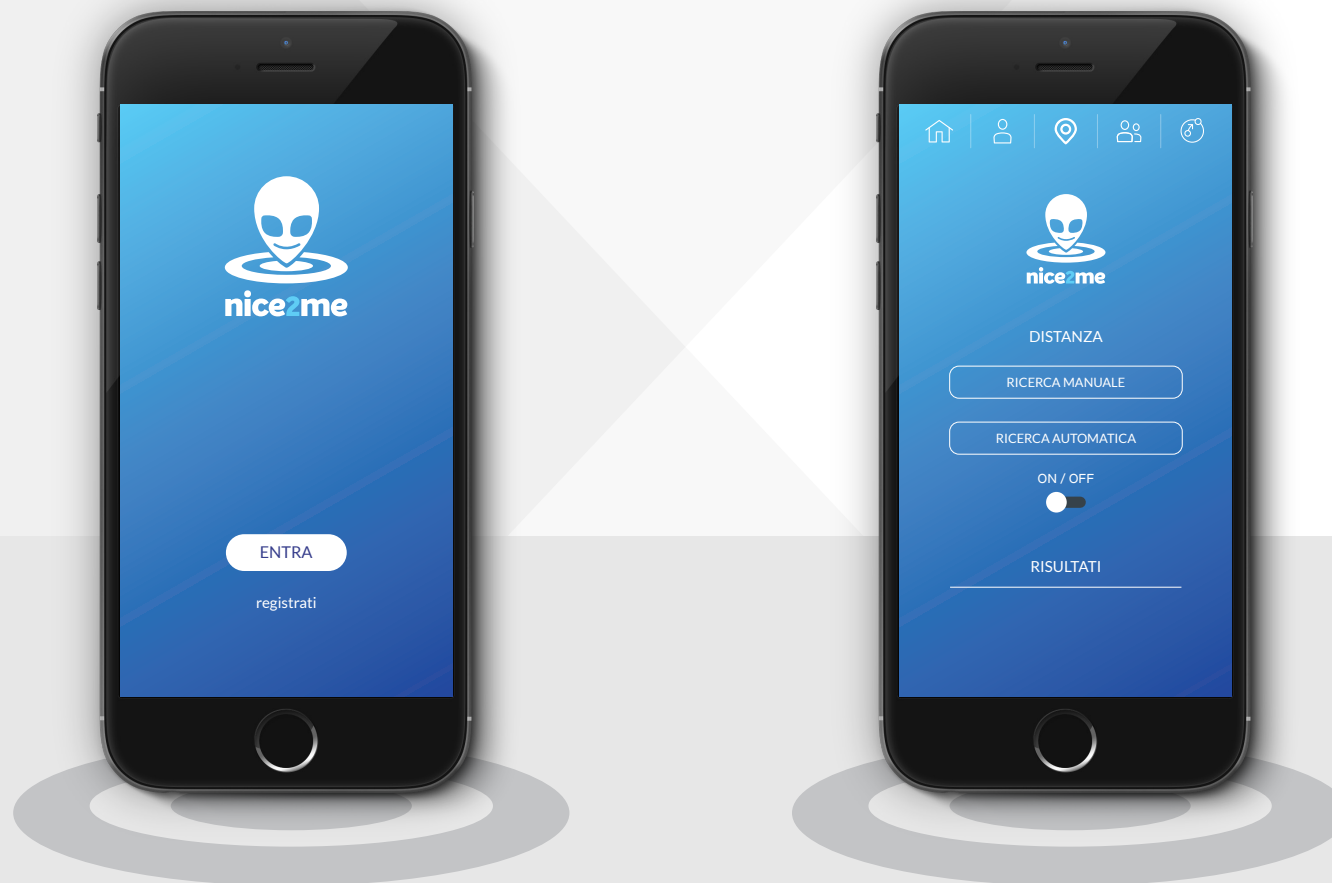 nice2me
ENTRA
registrati
nice2me
DISTANZA
RICERCA MANUALE
RICERCA AUTOMATICA
ON / OFF
RISULTATI